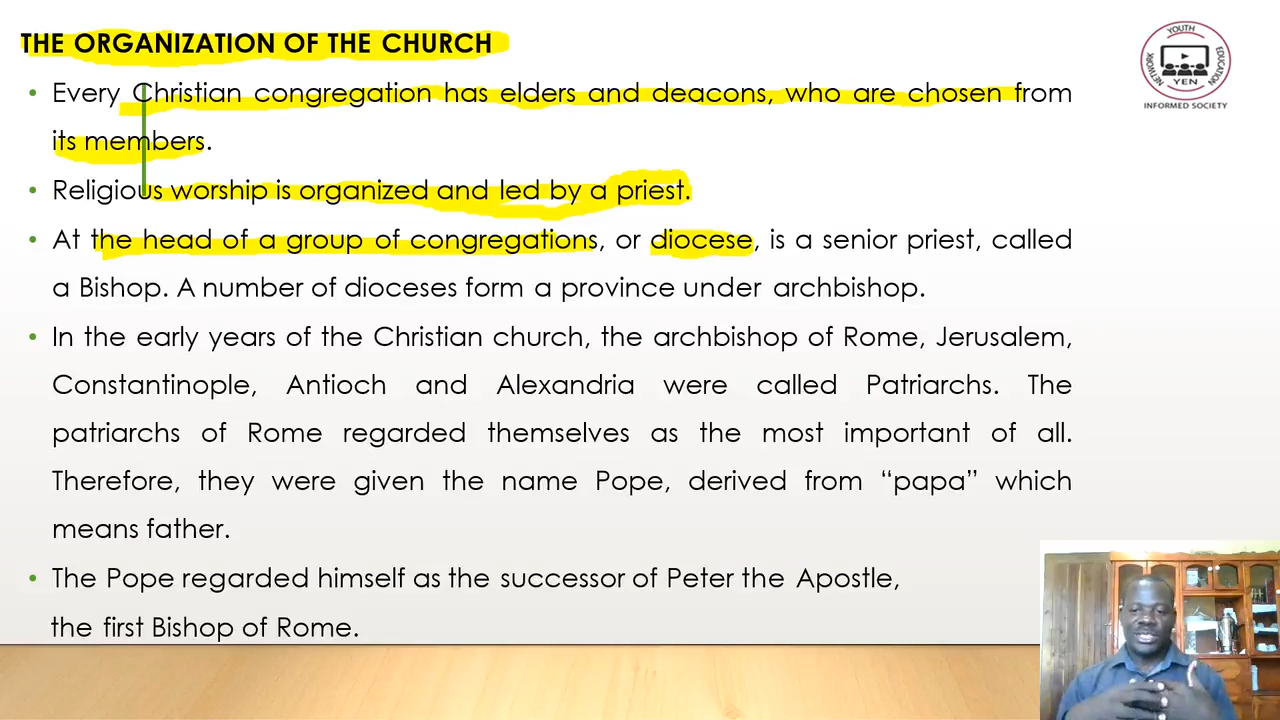 THE ORGANIZATION OF THE CHURCH
• Every Christian congregation has elders and deacons, who are chosen from
its members.
• Religious worship is organized and led by a priest.
• At the head of a group of congregations, or diocese, is a senior priest, called
a Bishop. A number of dioceses form a province under archbishop.
• In the early years of the Christian church, the archbishop of Rome, Jerusalem,
Constantinople, Antioch and Alexandria were called Patriarchs. The
patriarchs of Rome regarded themselves as the most important of all.
Therefore, they were given the name Pope, derived from “papa” which
means father.
• The Pope regarded himself as the successor of Peter the Apostle,
the first Bishop of Rome.
YOUTH
EDUCATION
NETWORK
YEN
INFORMED SOCIETY